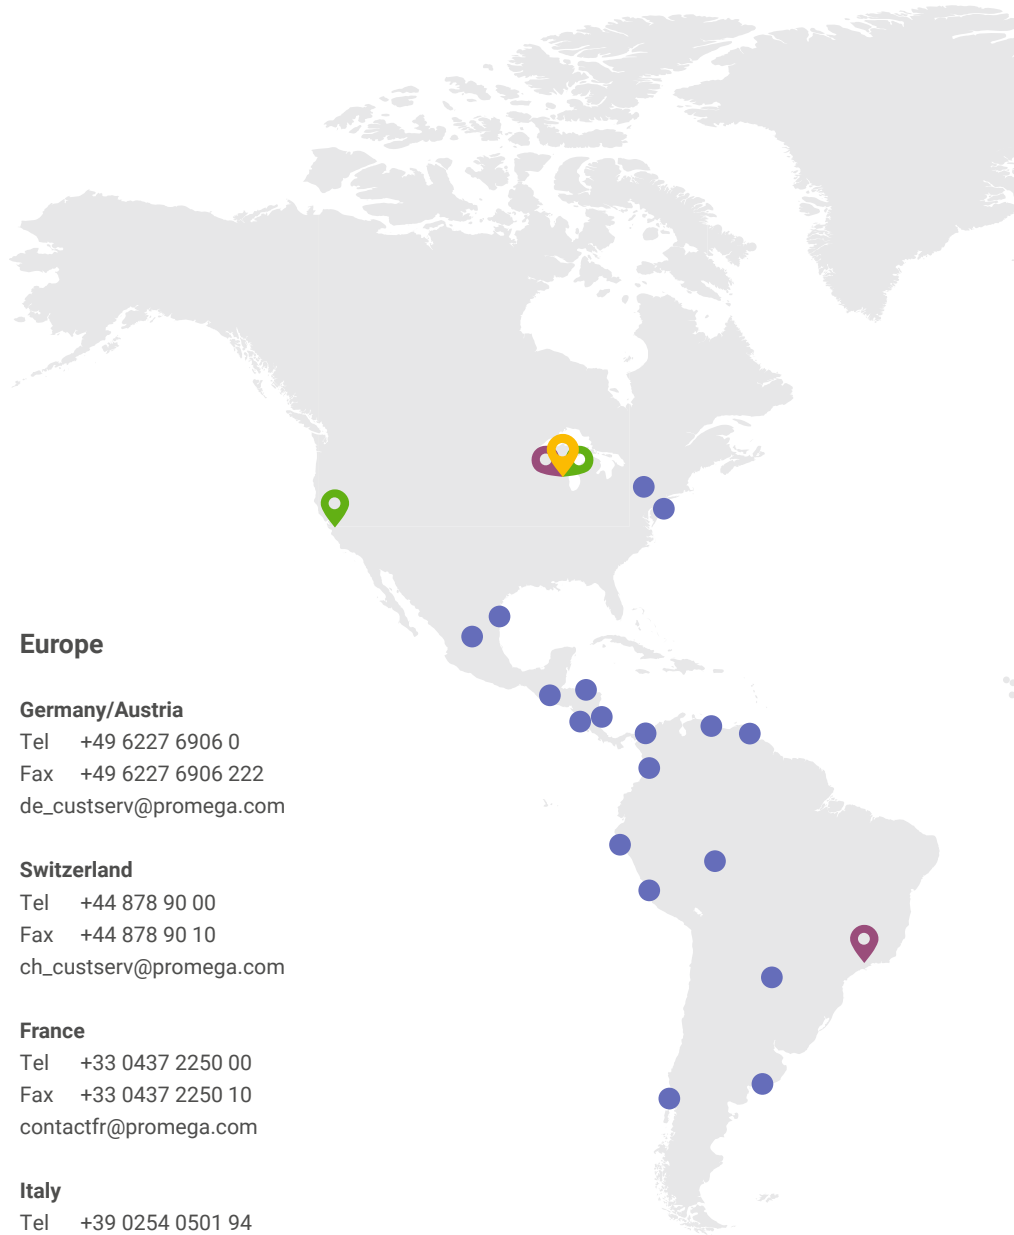 Europe
Germany/Austria
Tel +49 6227 6906 0
Fax +49 6227 6906 222
de_custserv@promega.com
Switzerland
Tel +44 878 90 00
Fax +44 878 90 10
ch_custserv@promega.com
France
Tel +33 0437 2250 00
Fax +33 0437 2250 10
contactfr@promega.com
Italy
Tel +39 0254 0501 94